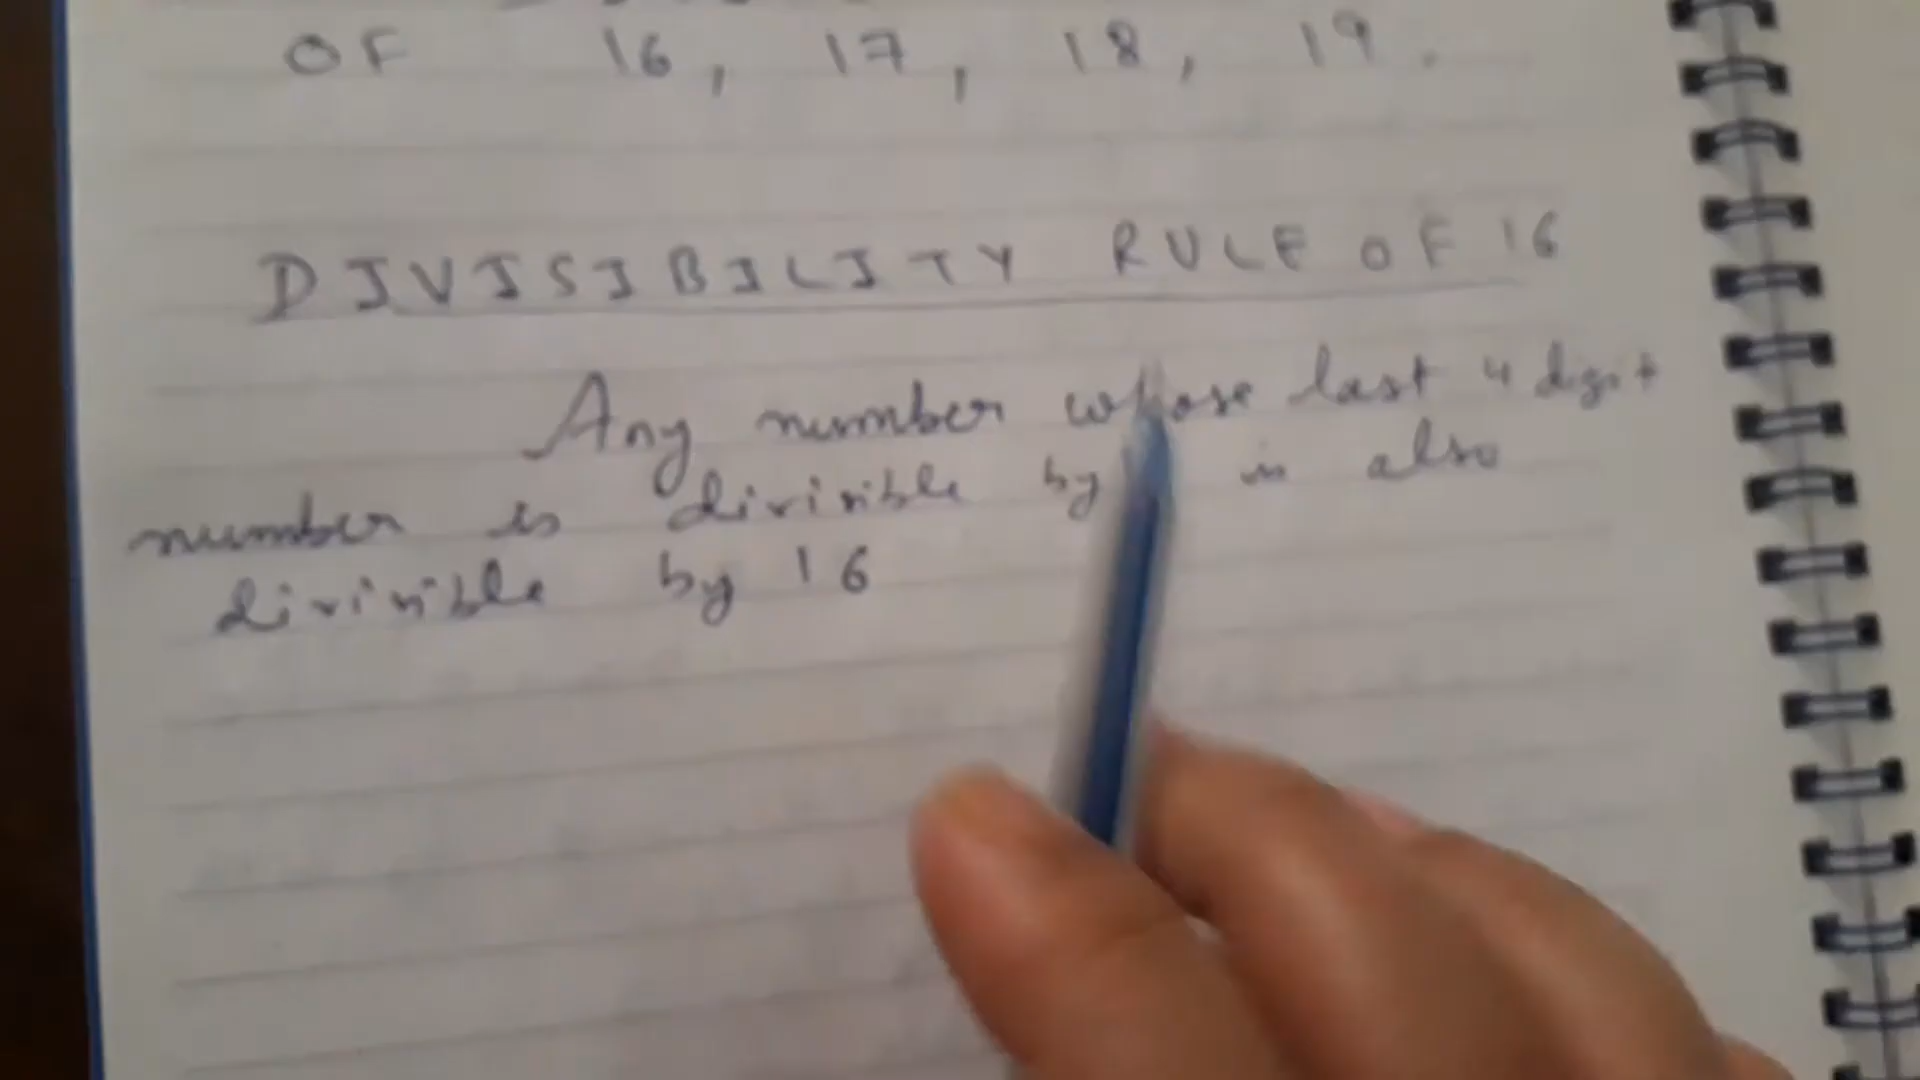 OF 16, 17, 18, 19.
DIVISIBILITY RULE OF 16
Any number whose last 4 digit
number is divisible by is also
divisible by 16